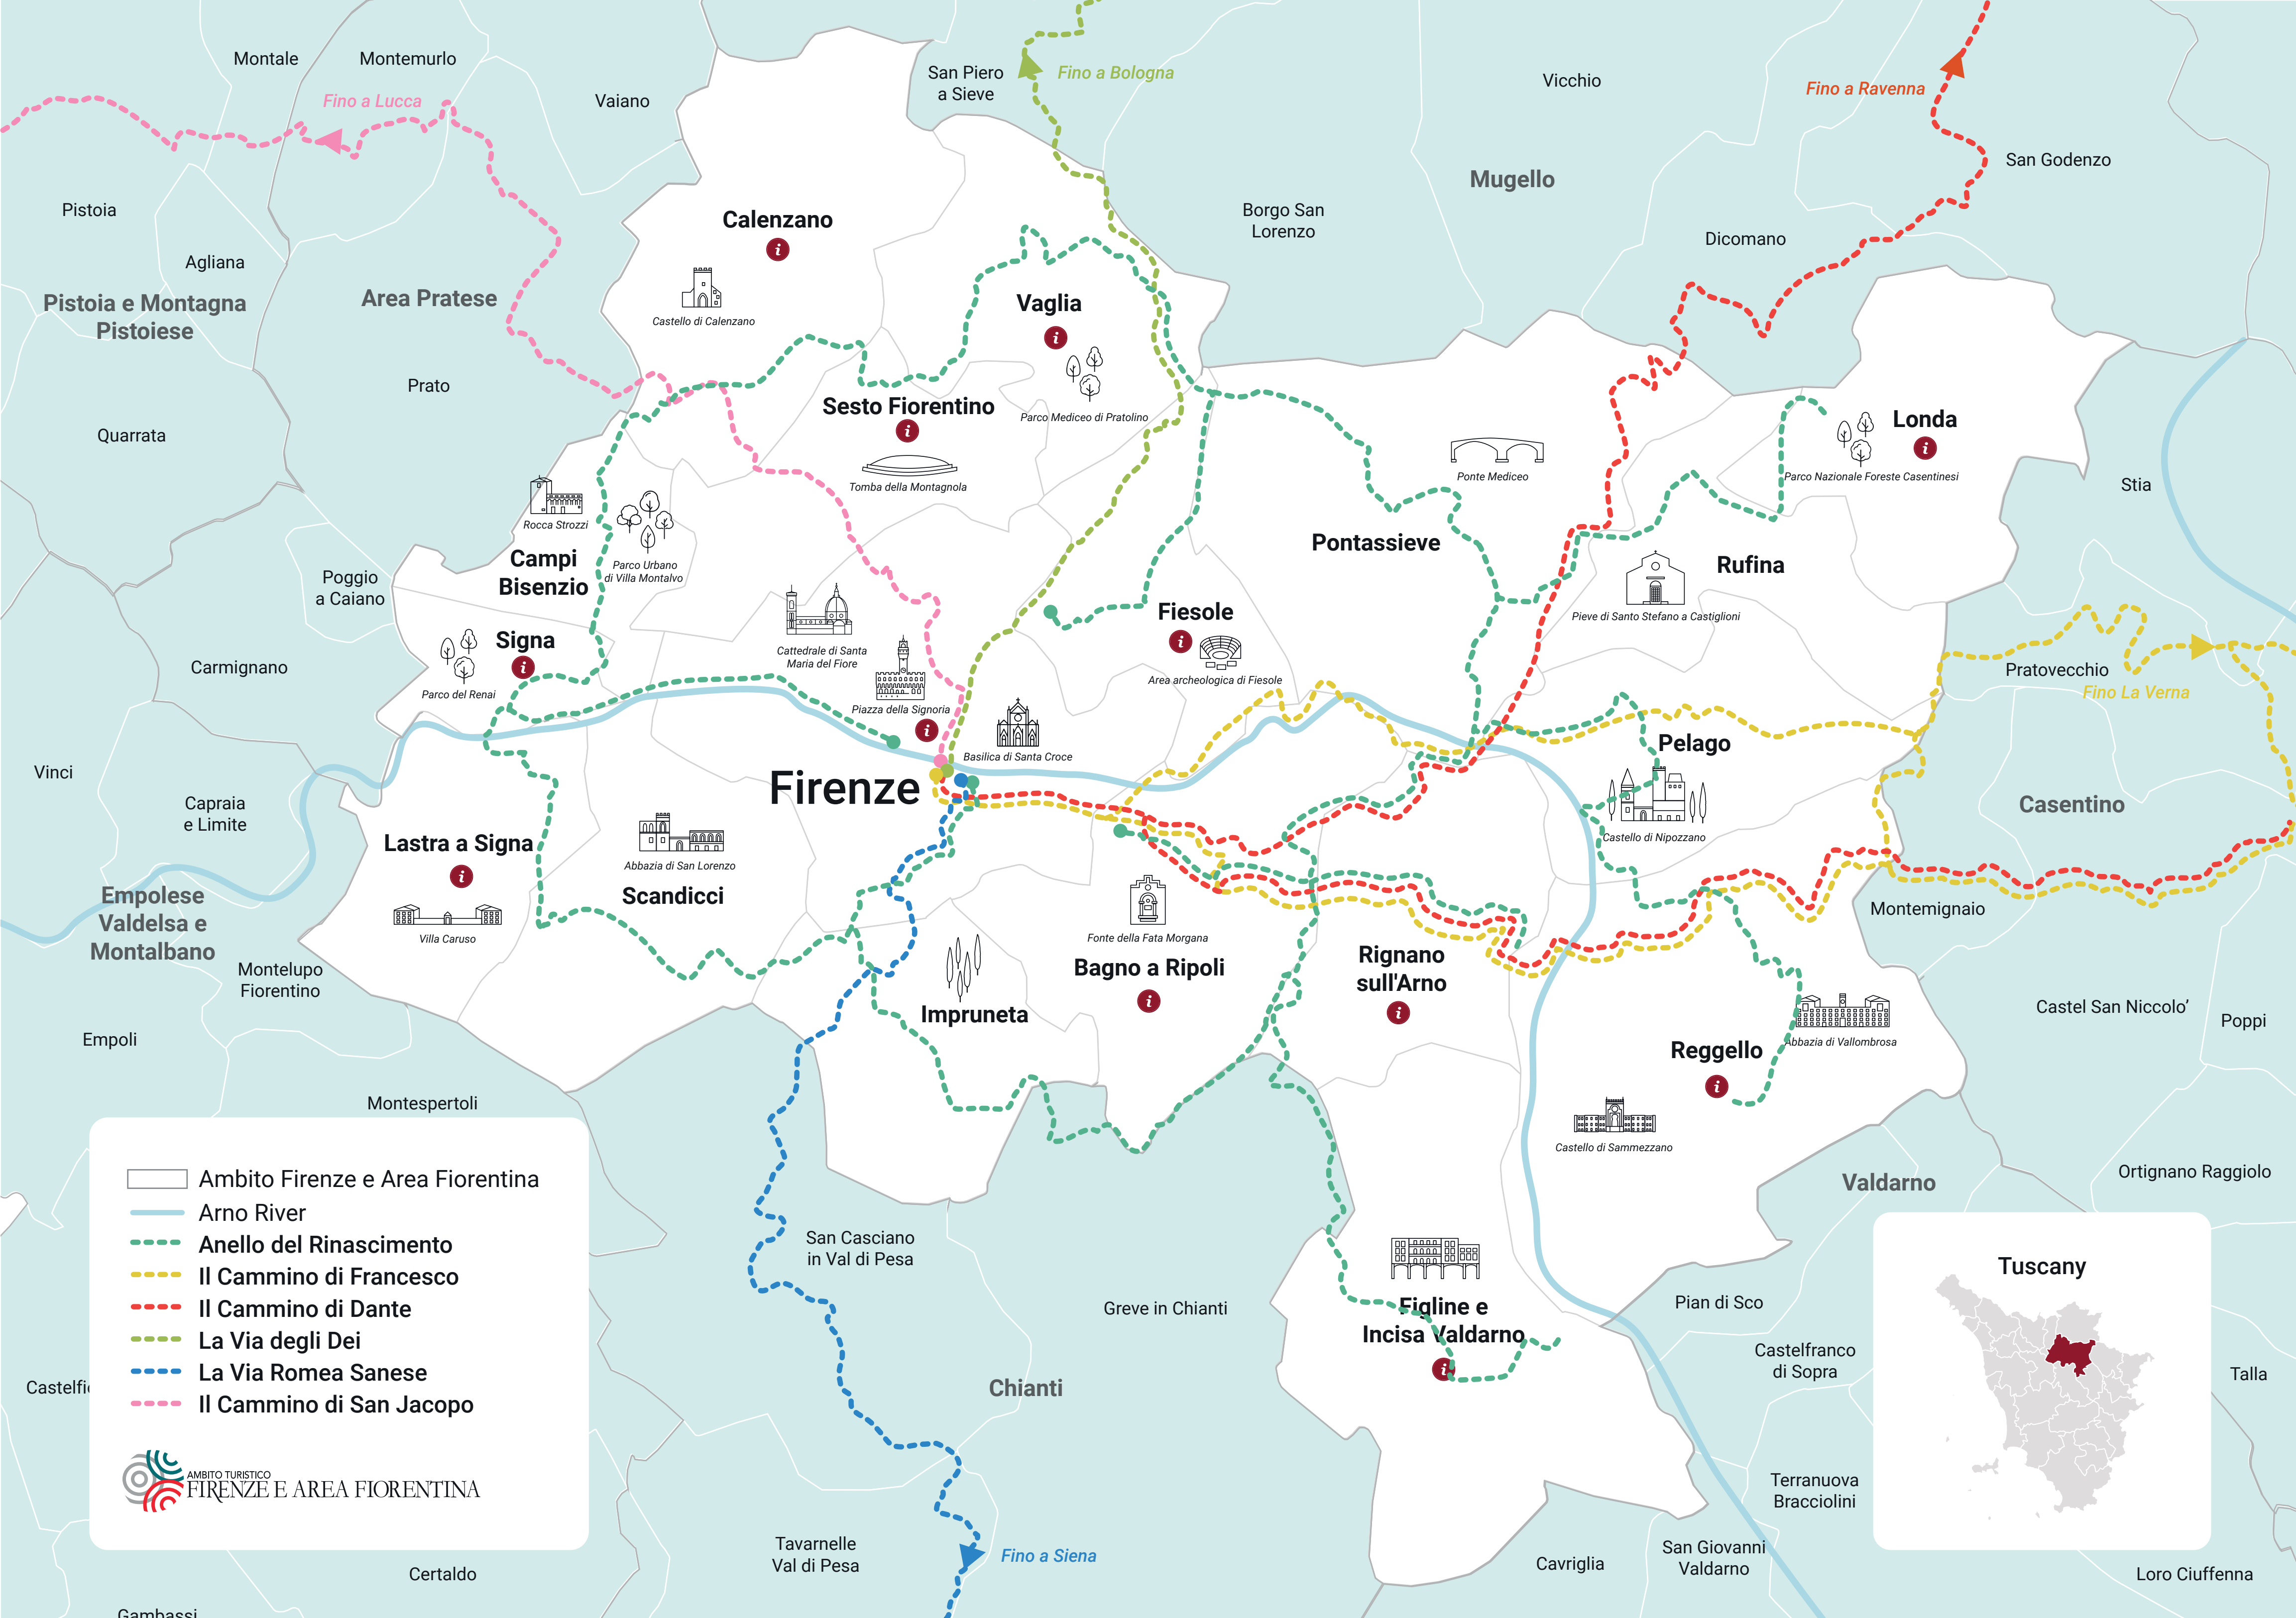 Montale
Montemurlo
Fino a Lucca
Vaiano
San Piero
a Sieve
Fino a Bologna
Vicchio
Fino a Ravenna
San Godenzo
Mugello
Pistoia
Agliana
Pistoia e Montagna
Pistoiese
Area Pratese
Prato
Quarrata
Calenzano
i
Castello di Calenzano
Borgo San
Lorenzo
Dicomano
Vaglia
i
Parco Mediceo di Pratolino
Sesto Fiorentino
i
Tomba della Montagnola
Ponte Mediceo
Londa
i
Parco Nazionale Foreste Casentinesi
Stia
Rocca Strozzi
Campi
Bisenzio
Parco Urbano
di Villa Montalvo
Pontassieve
Rufina
Pieve di Santo Stefano a Castiglioni
Poggio
a Caiano
Signa
i
Parco del Renai
Carmignano
Cattedrale di Santa
Maria del Fiore
Piazza della Signoria
i
Fiesole
i
Area archeologica di Fiesole
Basilica di Santa Croce
Pratovecchio
Fino La Verna
Pelago
Castello di Nipozzano
Casentino
Vinci
Capraia
e Limite
Firenze
Lastra a Signa
i
Villa Caruso
Abbazia di San Lorenzo
Scandicci
Empolese
Valdelsa e
Montalbano
Montelupo
Fiorentino
Empoli
Fonte della Fata Morgana
Bagno a Ripoli
i
Impruneta
Rignano
sull'Arno
i
Montemignaio
Castel San Niccolo’
Poppi
Abbazia di Vallombrosa
Reggello
i
Castello di Sammezzano
Montespertoli
Valdarno
Ortignano Raggiolo
San Casciano
in Val di Pesa
Greve in Chianti
Chianti
Figline e
Incisa Valdarno
i
Pian di Sco
Castelfranco
di Sopra
Talla
Terranuova
Bracciolini
Tavarnelle
Val di Pesa
Fino a Siena
Cavriglia
San Giovanni
Valdarno
Loro Ciuffenna
Castelfi
Certaldo
Gambassi
Ambito Firenze e Area Fiorentina
Arno River
Anello del Rinascimento
Il Cammino di Francesco
Il Cammino di Dante
La Via degli Dei
La Via Romea Sanese
Il Cammino di San Jacopo
AMBITO TURISTICO
FIRENZE E AREA FIORENTINA
Tuscany